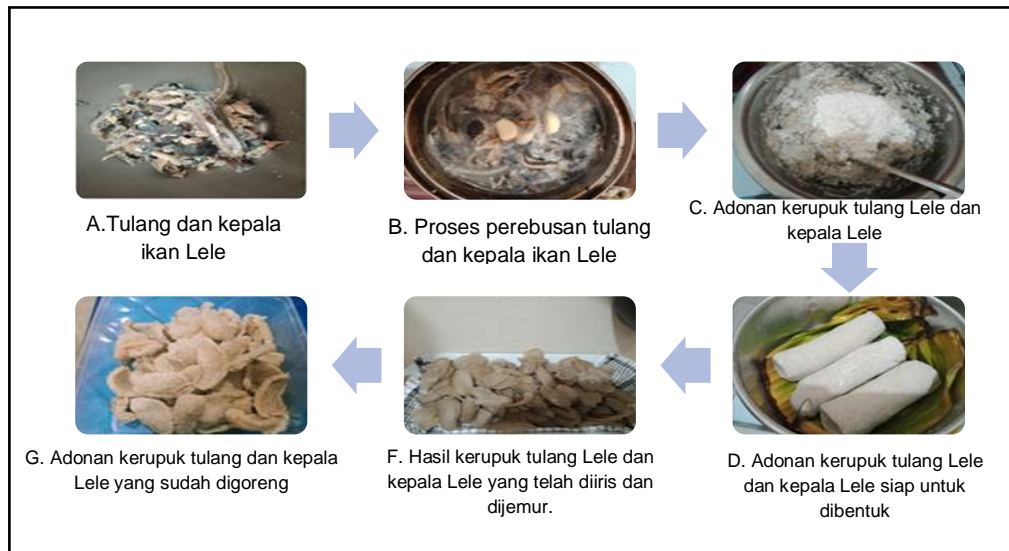 A.Tulang dan kepala
ikan Lele
B. Proses perebusan tulang
dan kepala ikan Lele
C. Adonan kerupuk tulang Lele dan
kepala Lele
D. Adonan kerupuk tulang Lele
dan kepala Lele siap untuk
dibentuk
F. Hasil kerupuk tulang Lele dan
kepala Lele yang telah diiris dan
dijemur.
G. Adonan kerupuk tulang dan kepala
Lele yang sudah digoreng